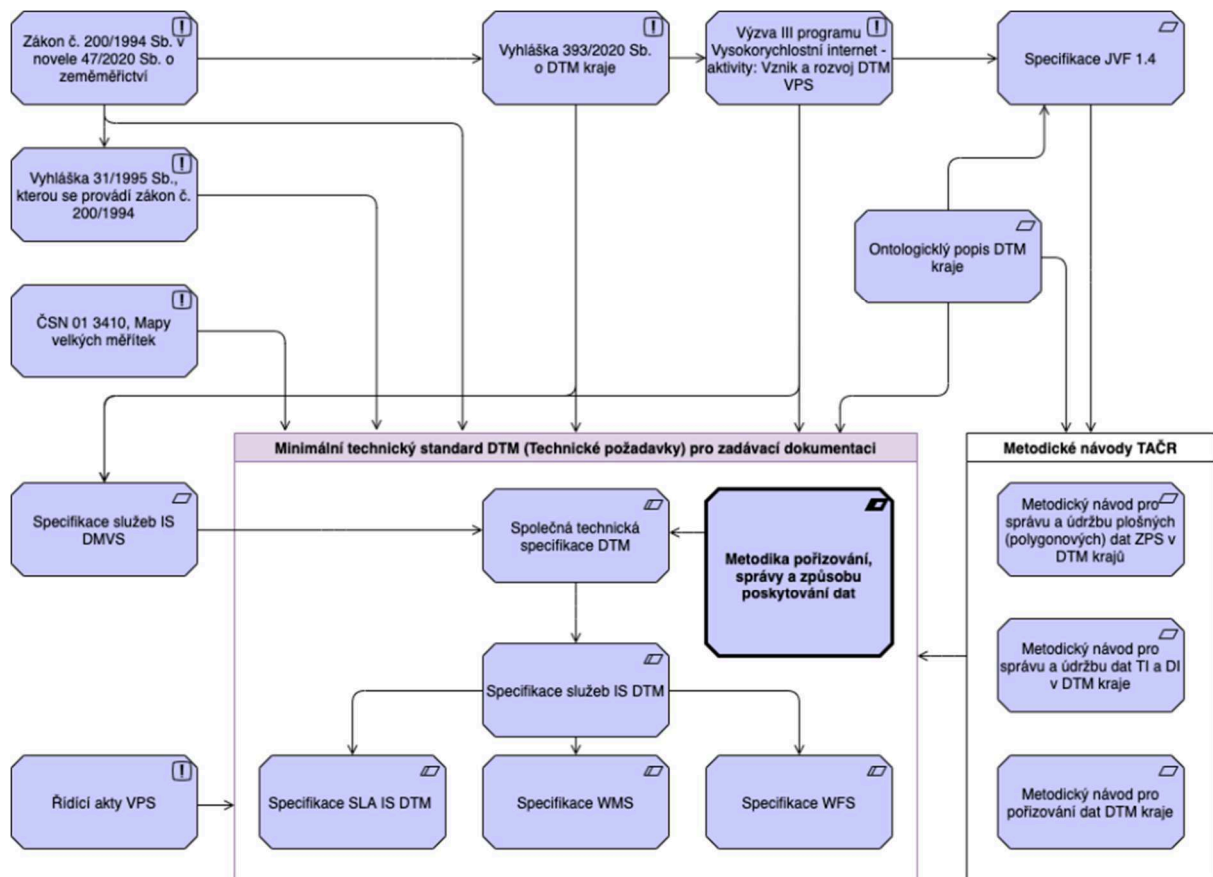 Zákon č. 200/1994 Sb. v
novele 47/2020 Sb. o
zeměměřictví
Vyhláška 393/2020 Sb.
o DTM kraje
Výzva III programu
Vysokorychlostní internet -
aktivity: Vznik a rozvoj DTM
VPS
Specifikace JVF 1.4
Vyhláška 31/1995 Sb.,
kterou se provádí zákon č.
200/1994
Ontologicklý popis DTM
kraje
ČSN 01 3410, Mapy
velkých měřítek
Minimální technický standard DTM (Technické požadavky) pro zadávací dokumentaci
Metodické návody TAČR
Specifikace služeb IS
DMVS
Společná technická
specifikace DTM
Metodika pořizování,
správy a způsobu
poskytování dat
Metodický návod pro
správu a údržbu plošných
(polygonových) dat ZPS v
DTM krajů
Specifikace služeb IS DTM
Metodický návod pro
správu a údržbu dat TI a DI
v DTM kraje
Řídící akty VPS
Specifikace SLA IS DTM
Specifikace WMS
Specifikace WFS
Metodický návod pro
pořizování dat DTM kraje